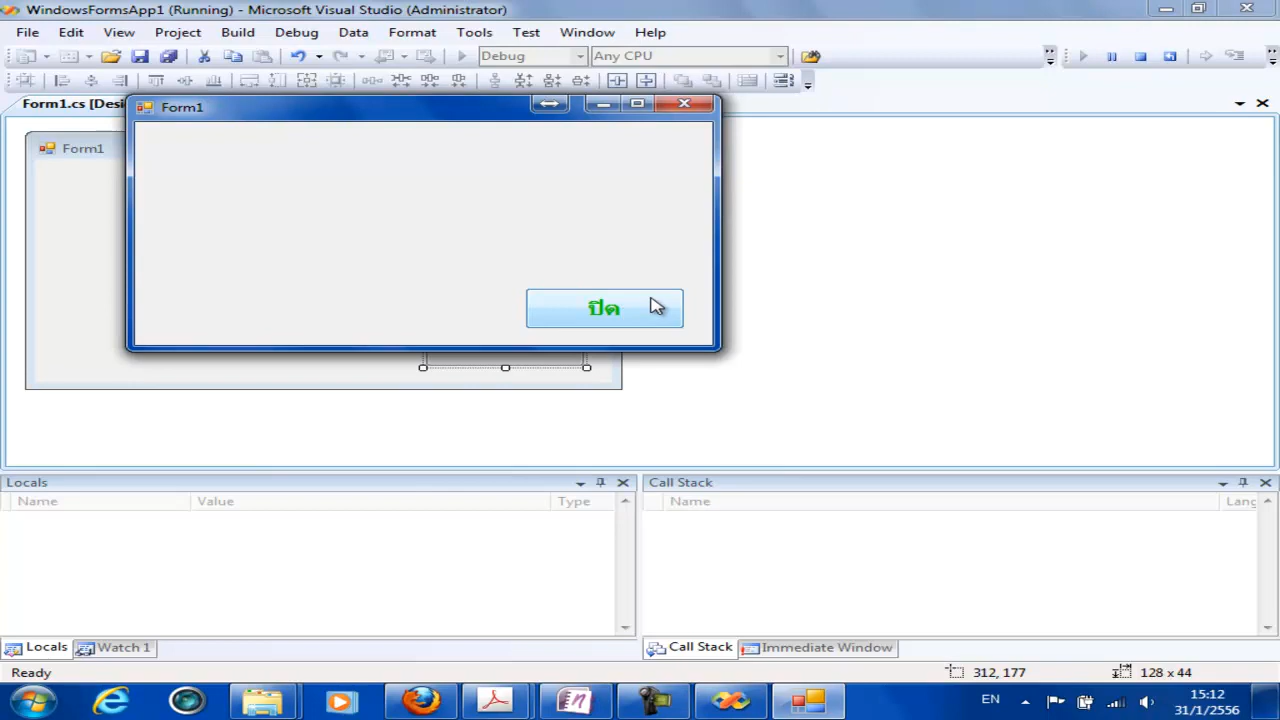 WindowsFormsApp1 (Running) - Microsoft Visual Studio (Administrator)
File Edit View Project Build Debug Data Format Tools Test Window Help
Debug Any CPU
Form1.cs [Desi
Form1
Form1
ปิด
Locals
Call Stack
Name Value Type
Name Lang
Locals Watch 1
Call Stack Immediate Window
Ready 312, 177 128 x 44
EN 15:12
31/1/2556